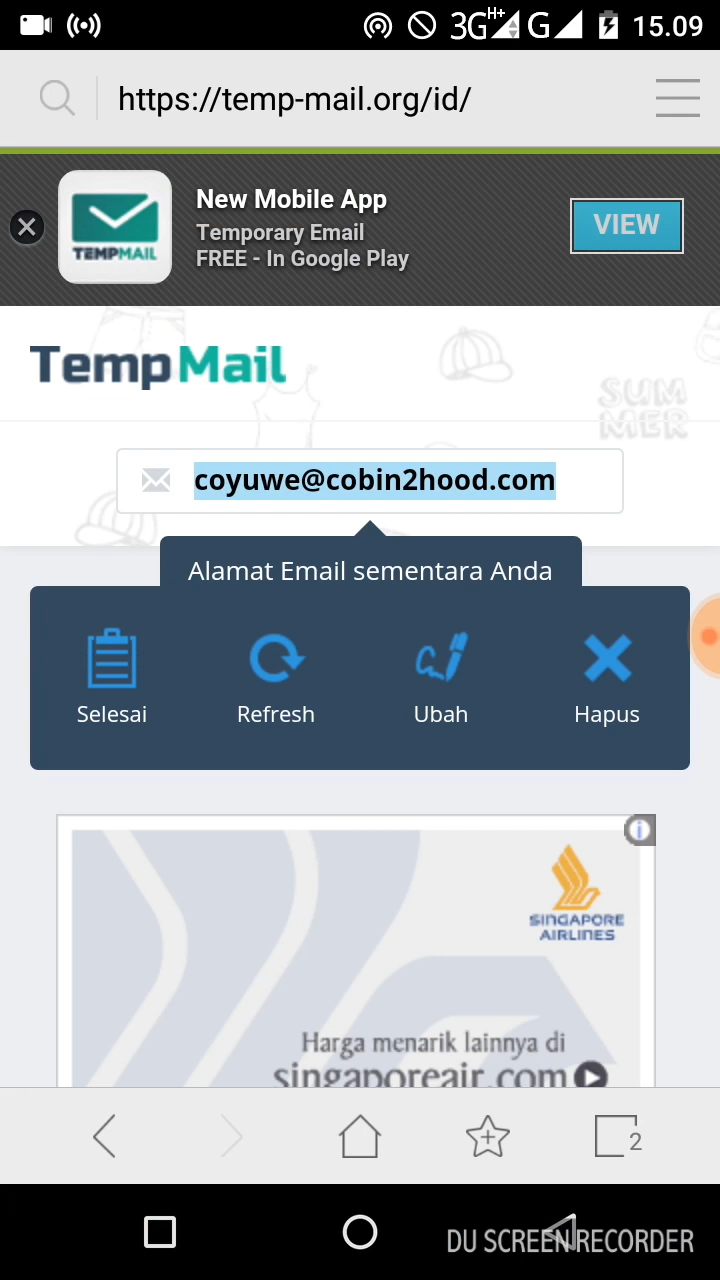 3G H+ G 15.09
https://temp-mail.org/id/
New Mobile App
Temporary Email
FREE - In Google Play
VIEW
TEMPMAIL
TempMail
SUM
MER
coyuwe@cobin2hood.com
Alamat Email sementara Anda
Selesai Refresh Ubah Hapus
SINGAPORE
AIRLINES
Harga menarik lainnya di
singaporeair.com
2
DU SCREEN RECORDER